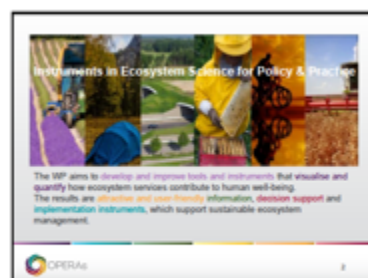 Instruments in Ecosystem Science for Policy & Practice
The WP aims to develop and improve tools and instruments that visualise and
quantify how ecosystem services contribute to human well-being.
The results are attractive and user-friendly information, decision support and
implementation instruments, which support sustainable ecosystem
management.
OPERAs
2